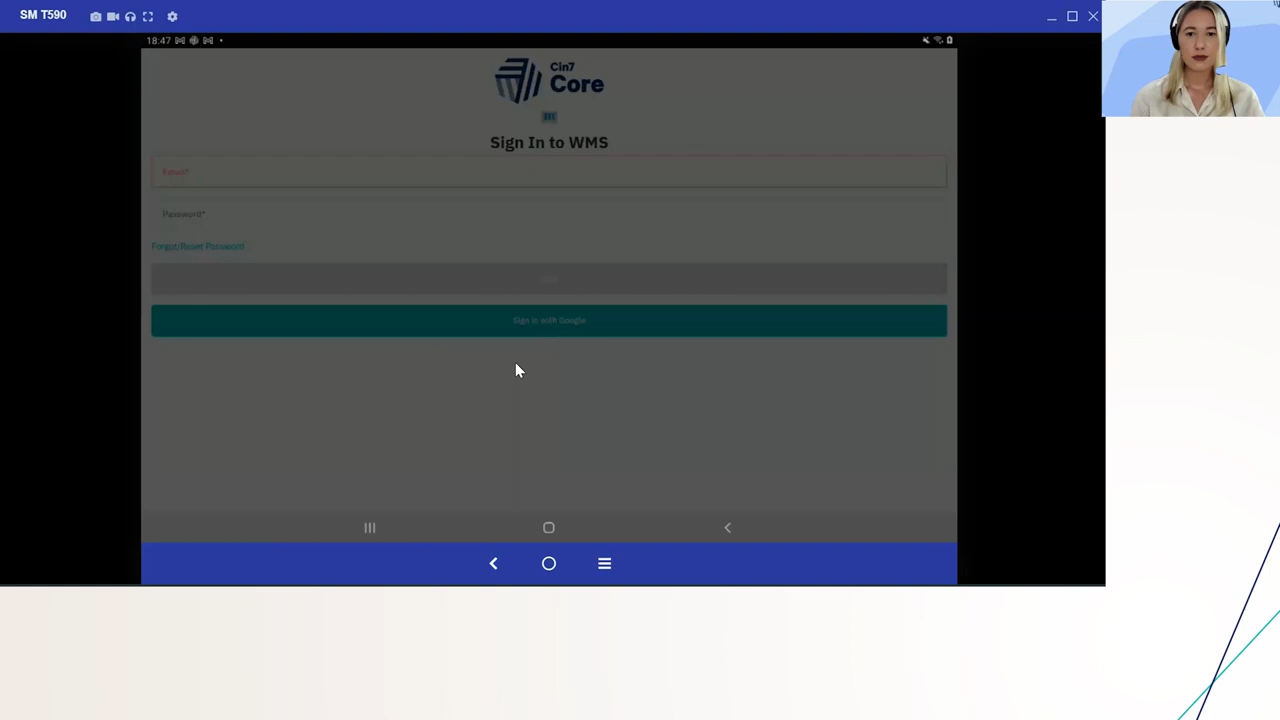 SM T590
18:47
Cin7
Core
Sign In to WMS
Email*
Password*
Forgot/Reset Password
Sign in with Google